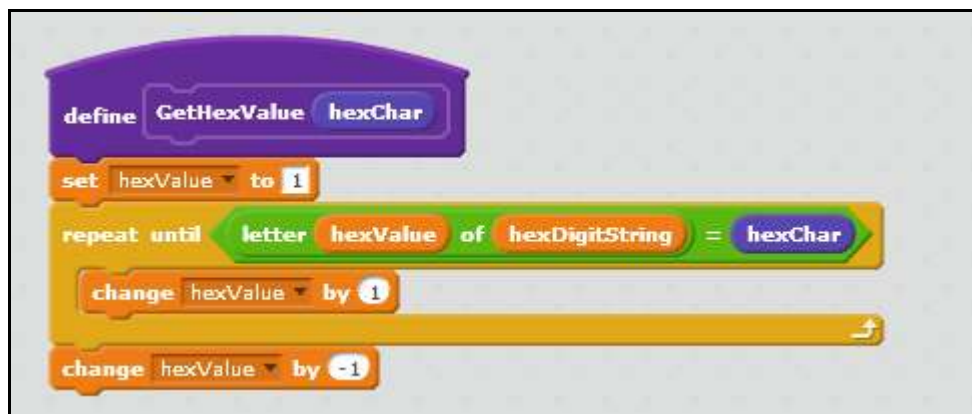 define GetHexValue hexChar
set hexValue to 1
repeat until letter hexValue of hexDigitString = hexChar
change hexValue by 1
change hexValue by -1